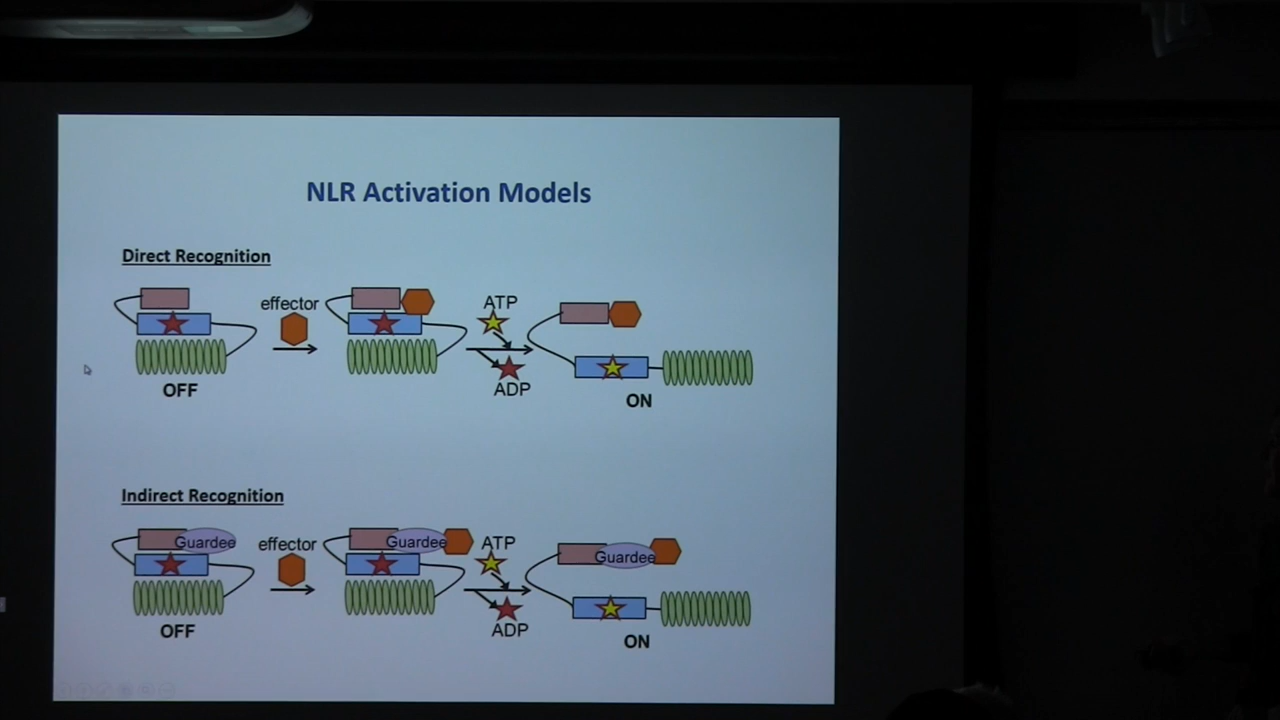 NLR Activation Models
Direct Recognition
effector
ATP
ADP
OFF
ON
Indirect Recognition
Guardee
effector
Guardee
ATP
Guardee
ADP
OFF
ON